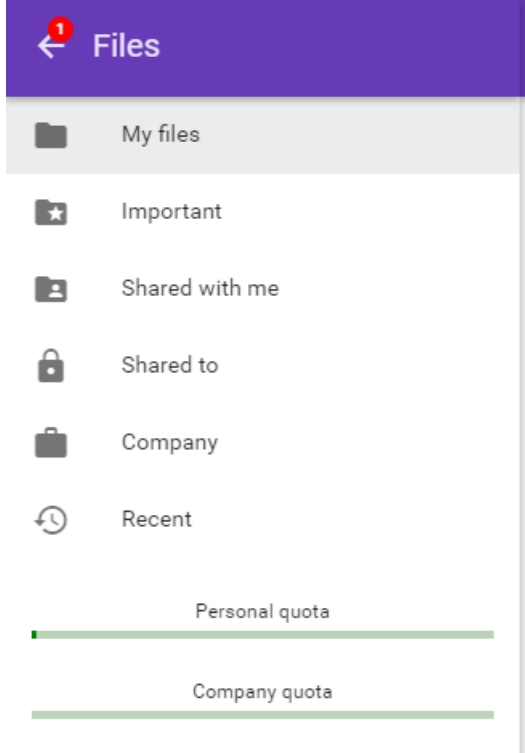 1
Files
My files
Important
Shared with me
Shared to
Company
Recent
Personal quota
Company quota